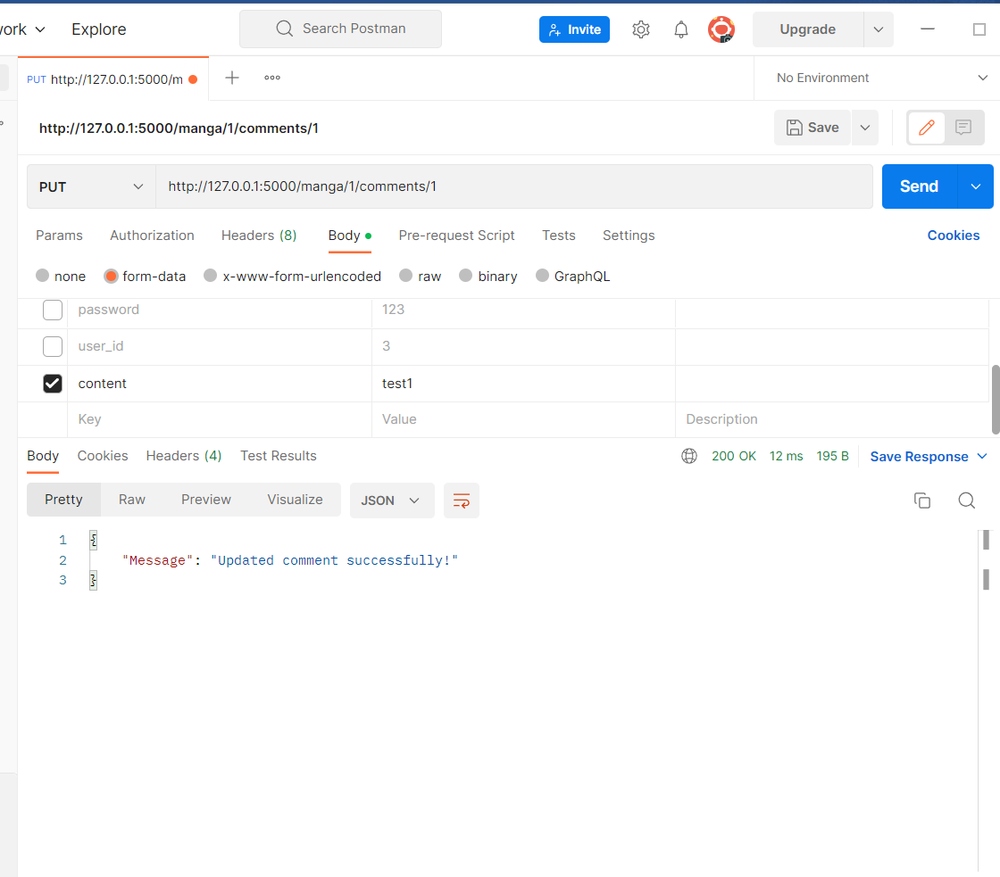 ork Explore Search Postman Invite Upgrade
PUT http://127.0.0.1:5000/m No Environment
http://127.0.0.1:5000/manga/1/comments/1 Save
PUT http://127.0.0.1:5000/manga/1/comments/1 Send
Params Authorization Headers (8) Body Pre-request Script Tests Settings Cookies
none form-data x-www-form-urlencoded raw binary GraphQL
password 123
user_id 3
content test1
Key Value Description
Body Cookies Headers (4) Test Results 200 OK 12 ms 195 B Save Response
Pretty Raw Preview Visualize JSON
1 {
2 "Message": "Updated comment successfully!"
3 }